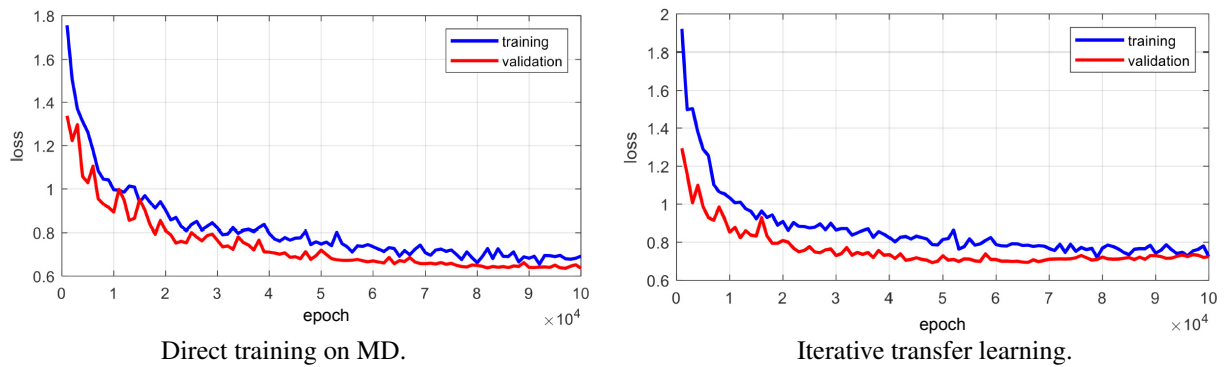 1.8
1.6
1.4
1.2
1
0.8
0.6
loss
training
validation
0 1 2 3 4 5 6 7 8 9 10
epoch
×10^4
Direct training on MD.
2
1.8
1.6
1.4
1.2
1
0.8
0.6
loss
training
validation
0 1 2 3 4 5 6 7 8 9 10
epoch
×10^4
Iterative transfer learning.